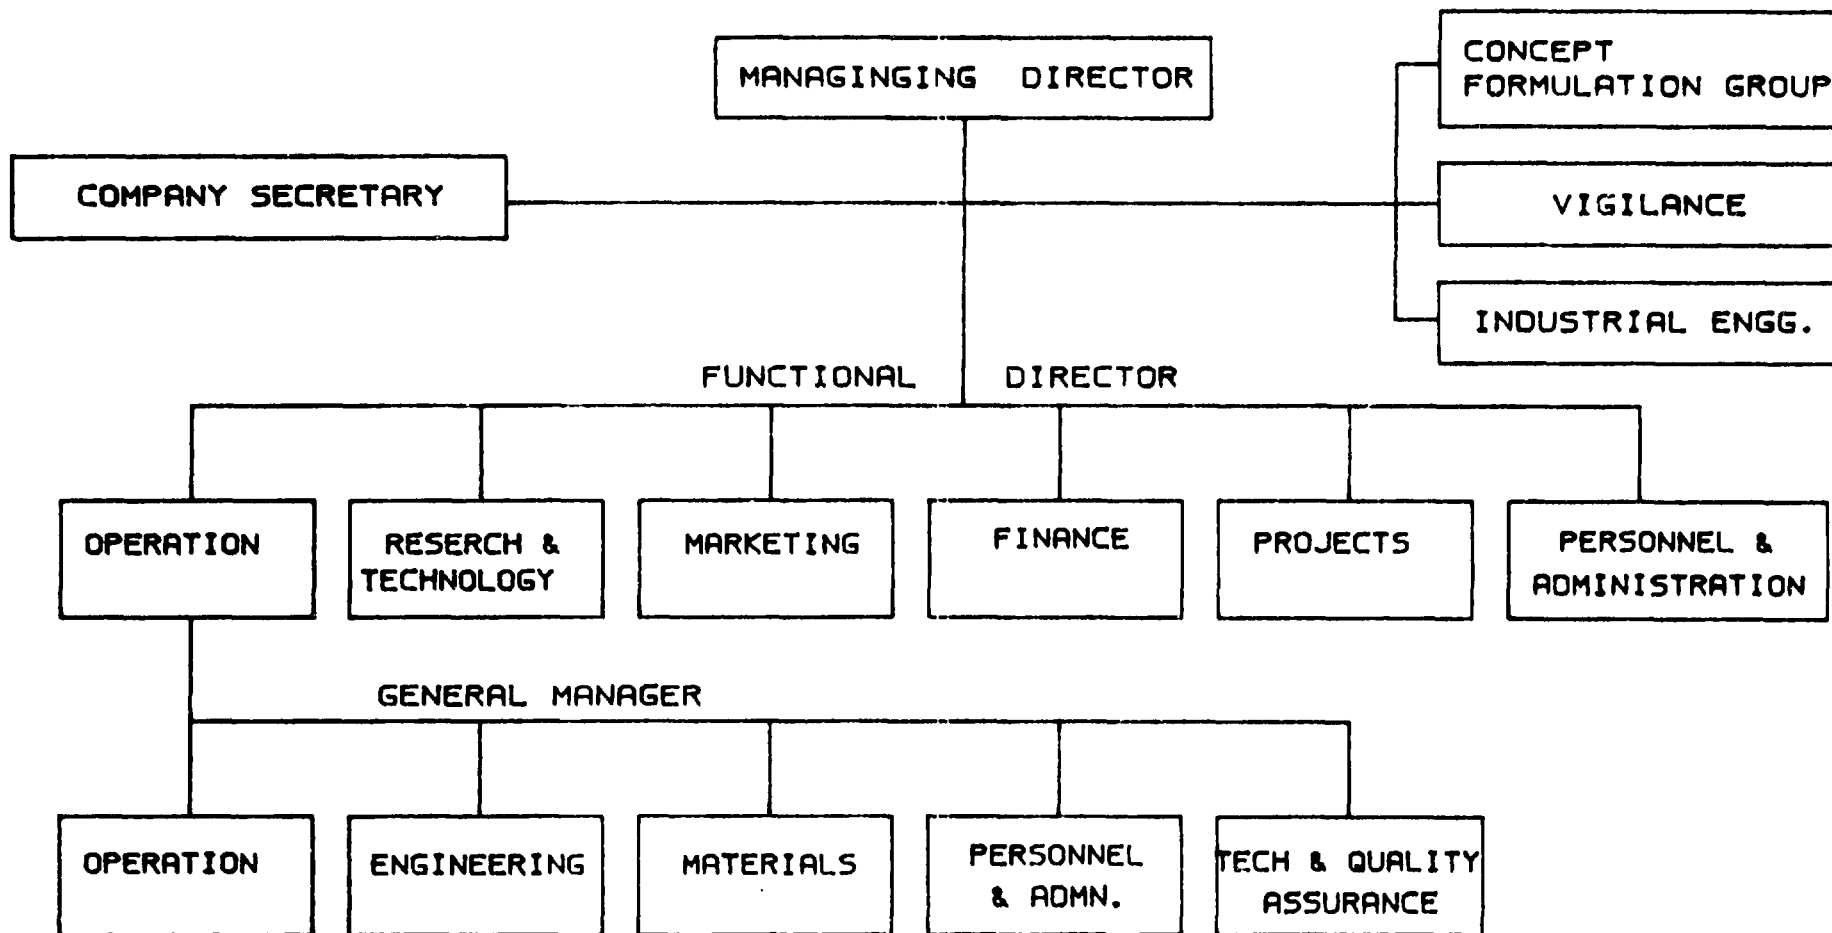 MANAGINGING DIRECTOR
CONCEPT
FORMULATION GROUP
COMPANY SECRETARY
VIGILANCE
INDUSTRIAL ENGG.
FUNCTIONAL DIRECTOR
OPERATION
RESERCH &
TECHNOLOGY
MARKETING
FINANCE
PROJECTS
PERSONNEL &
ADMINISTRATION
GENERAL MANAGER
OPERATION
ENGINEERING
MATERIALS
PERSONNEL
& ADMN.
TECH & QUALITY
ASSURANCE